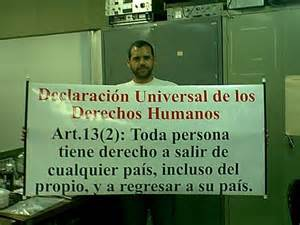 Declaración Universal de los
Derechos Humanos
Art.13(2): Toda persona
tiene derecho a salir de
cualquier país, incluso del
propio, y a regresar a su país.